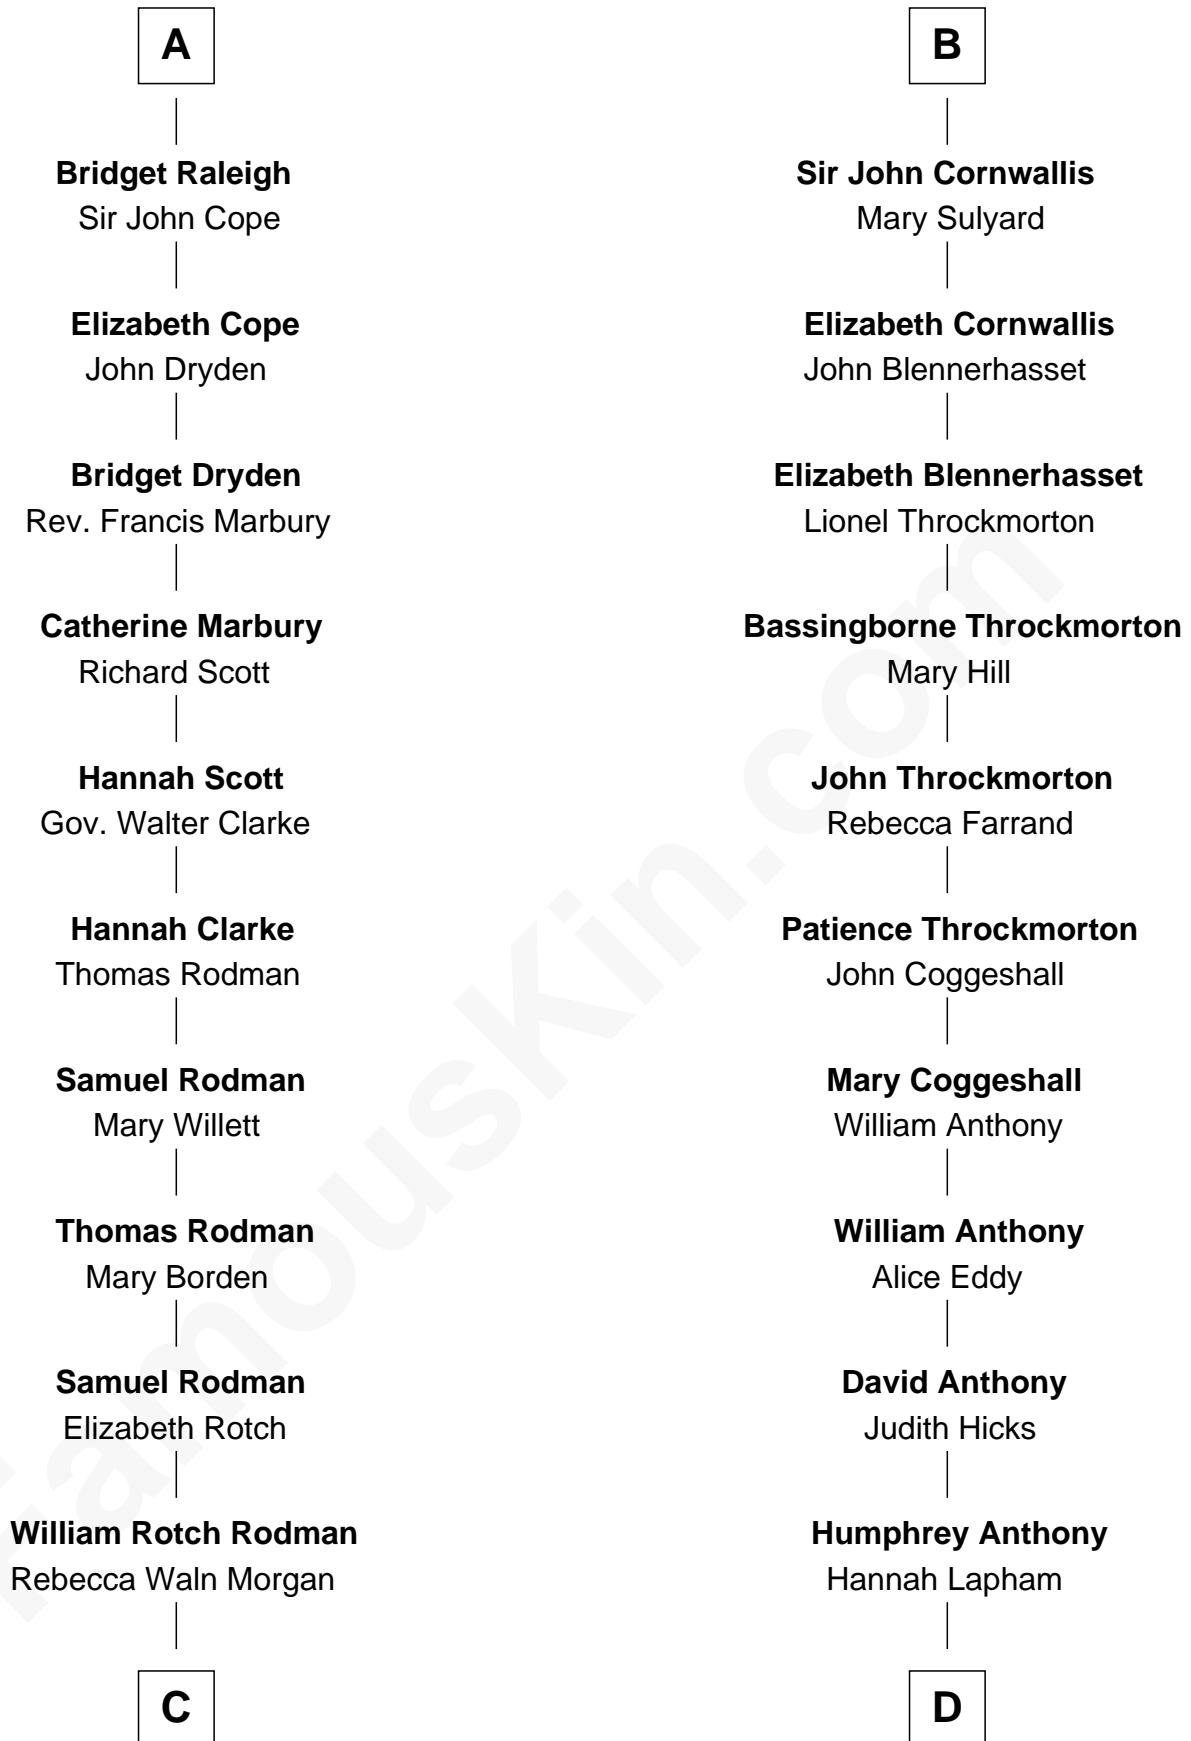 A
Bridget Raleigh
Sir John Cope
Elizabeth Cope
John Dryden
Bridget Dryden
Rev. Francis Marbury
Catherine Marbury
Richard Scott
Hannah Scott
Gov. Walter Clarke
Hannah Clarke
Thomas Rodman
Samuel Rodman
Mary Willett
Thomas Rodman
Mary Borden
Samuel Rodman
Elizabeth Rotch
William Rotch Rodman
Rebecca Waln Morgan
C
B
Sir John Cornwallis
Mary Sulyard
Elizabeth Cornwallis
John Blennerhasset
Elizabeth Blennerhasset
Lionel Throckmorton
Bassingborne Throckmorton
Mary Hill
John Throckmorton
Rebecca Farrand
Patience Throckmorton
John Coggeshall
Mary Coggeshall
William Anthony
William Anthony
Alice Eddy
David Anthony
Judith Hicks
Humphrey Anthony
Hannah Lapham
D
FamousKin.com